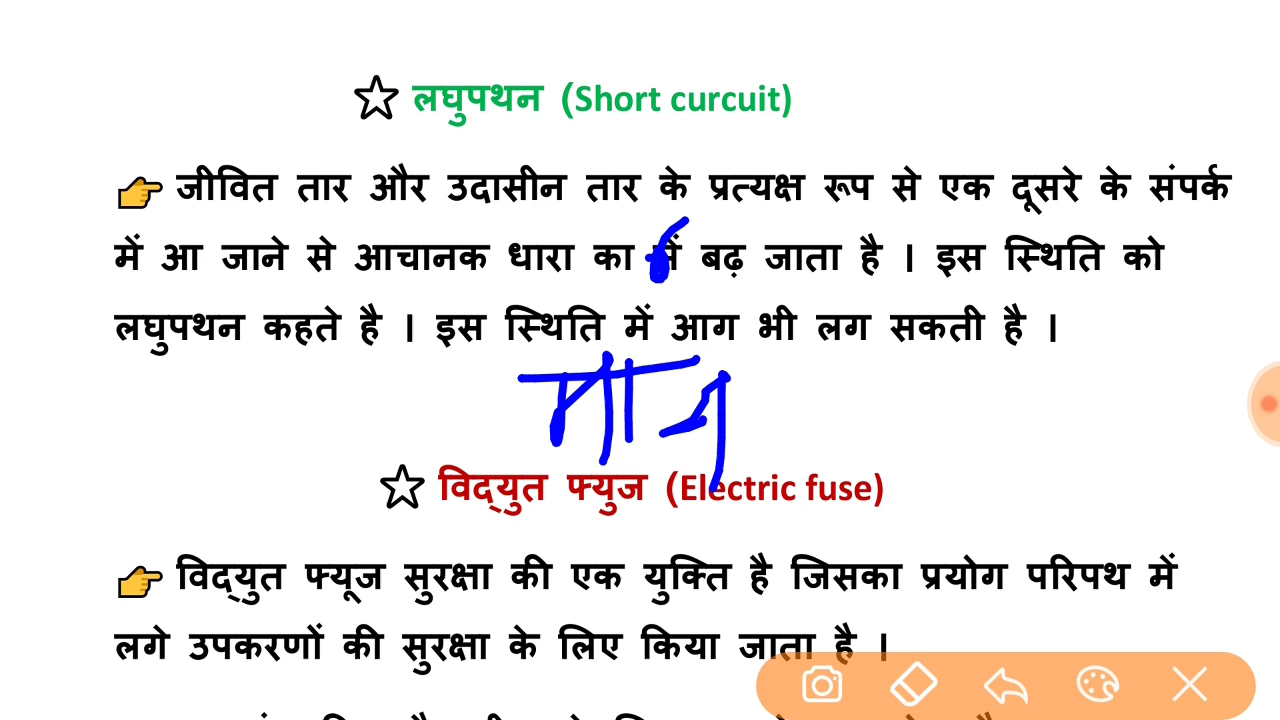 लघुपथन (Short curcuit)
जीवित तार और उदासीन तार के प्रत्यक्ष रूप से एक दूसरे के संपर्क
में आ जाने से आचानक धारा का में बढ़ जाता है । इस स्थिति को
लघुपथन कहते है । इस स्थिति में आग भी लग सकती है ।
मान
विद्युत फ्युज (Electric fuse)
विद्युत फ्यूज सुरक्षा की एक युक्ति है जिसका प्रयोग परिपथ में
लगे उपकरणों की सुरक्षा के लिए किया जाता है ।